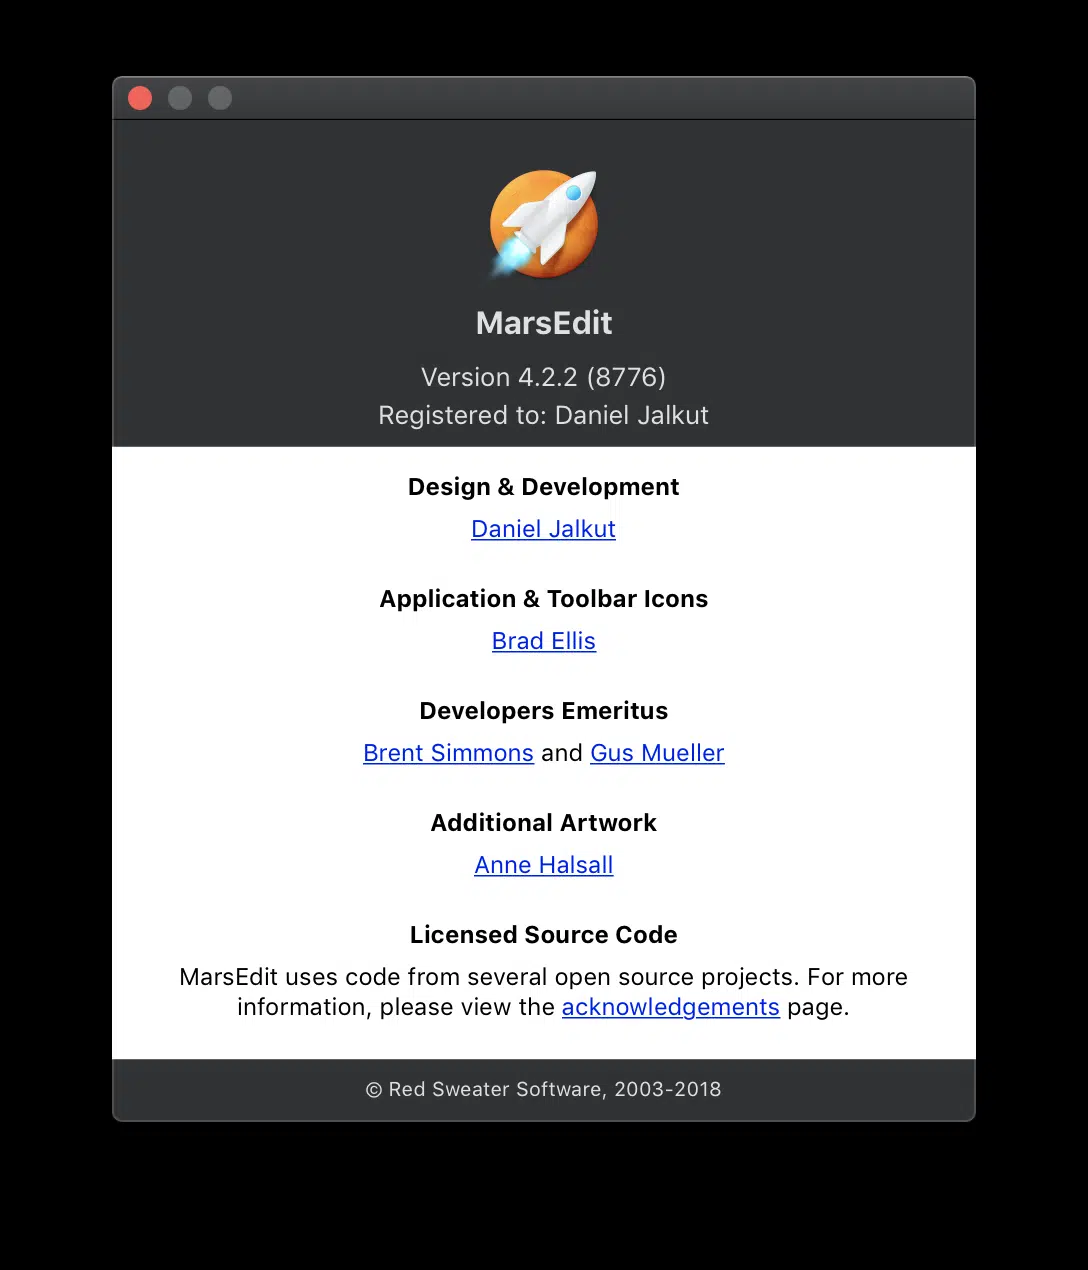 MarsEdit
Version 4.2.2 (8776)
Registered to: Daniel Jalkut
Design & Development
Daniel Jalkut
Application & Toolbar Icons
Brad Ellis
Developers Emeritus
Brent Simmons and Gus Mueller
Additional Artwork
Anne Halsall
Licensed Source Code
MarsEdit uses code from several open source projects. For more
information, please view the acknowledgements page.
© Red Sweater Software, 2003-2018